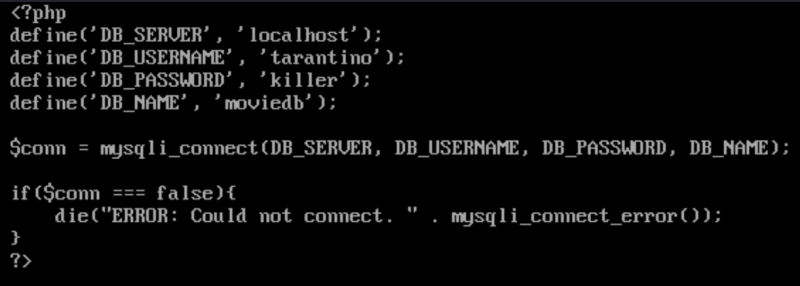 <?php
define('DB_SERVER', 'localhost');
define('DB_USERNAME', 'tarantino');
define('DB_PASSWORD', 'killer');
define('DB_NAME', 'moviedb');
$conn = mysqli_connect(DB_SERVER, DB_USERNAME, DB_PASSWORD, DB_NAME);
if($conn === false){
    die("ERROR: Could not connect. " . mysqli_connect_error());
}
?>